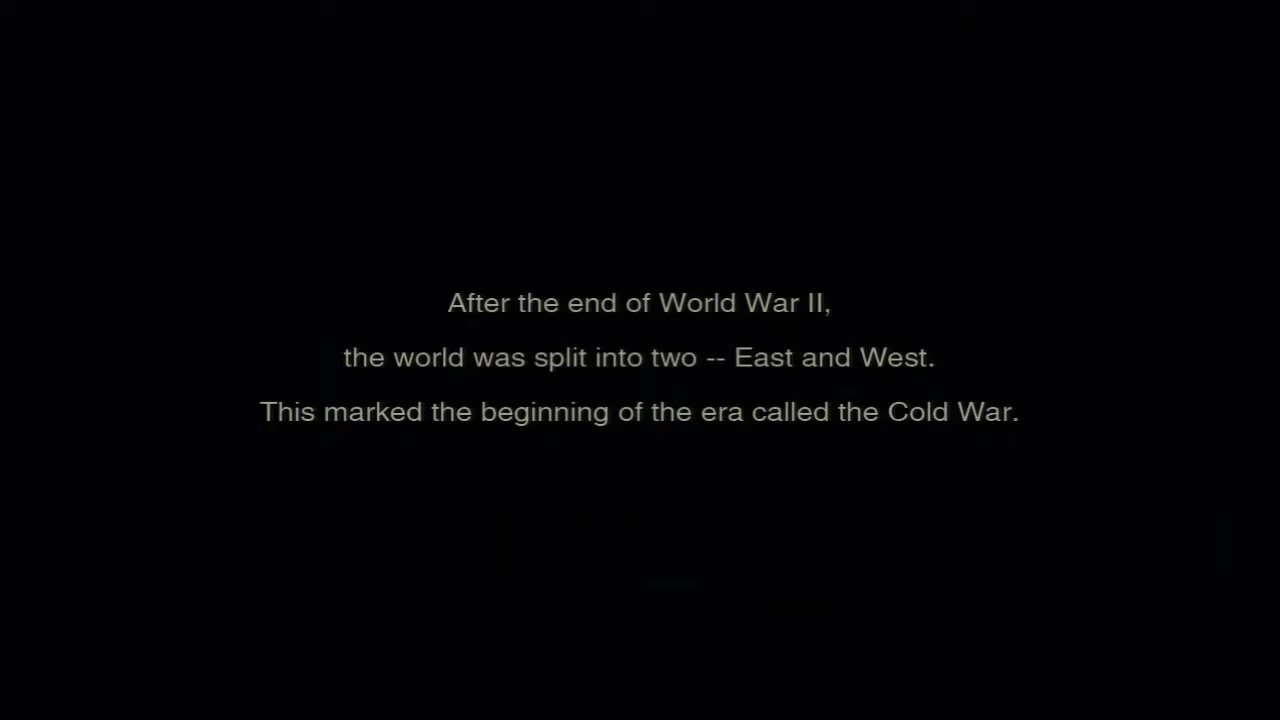 After the end of World War II,
the world was split into two -- East and West.
This marked the beginning of the era called the Cold War.